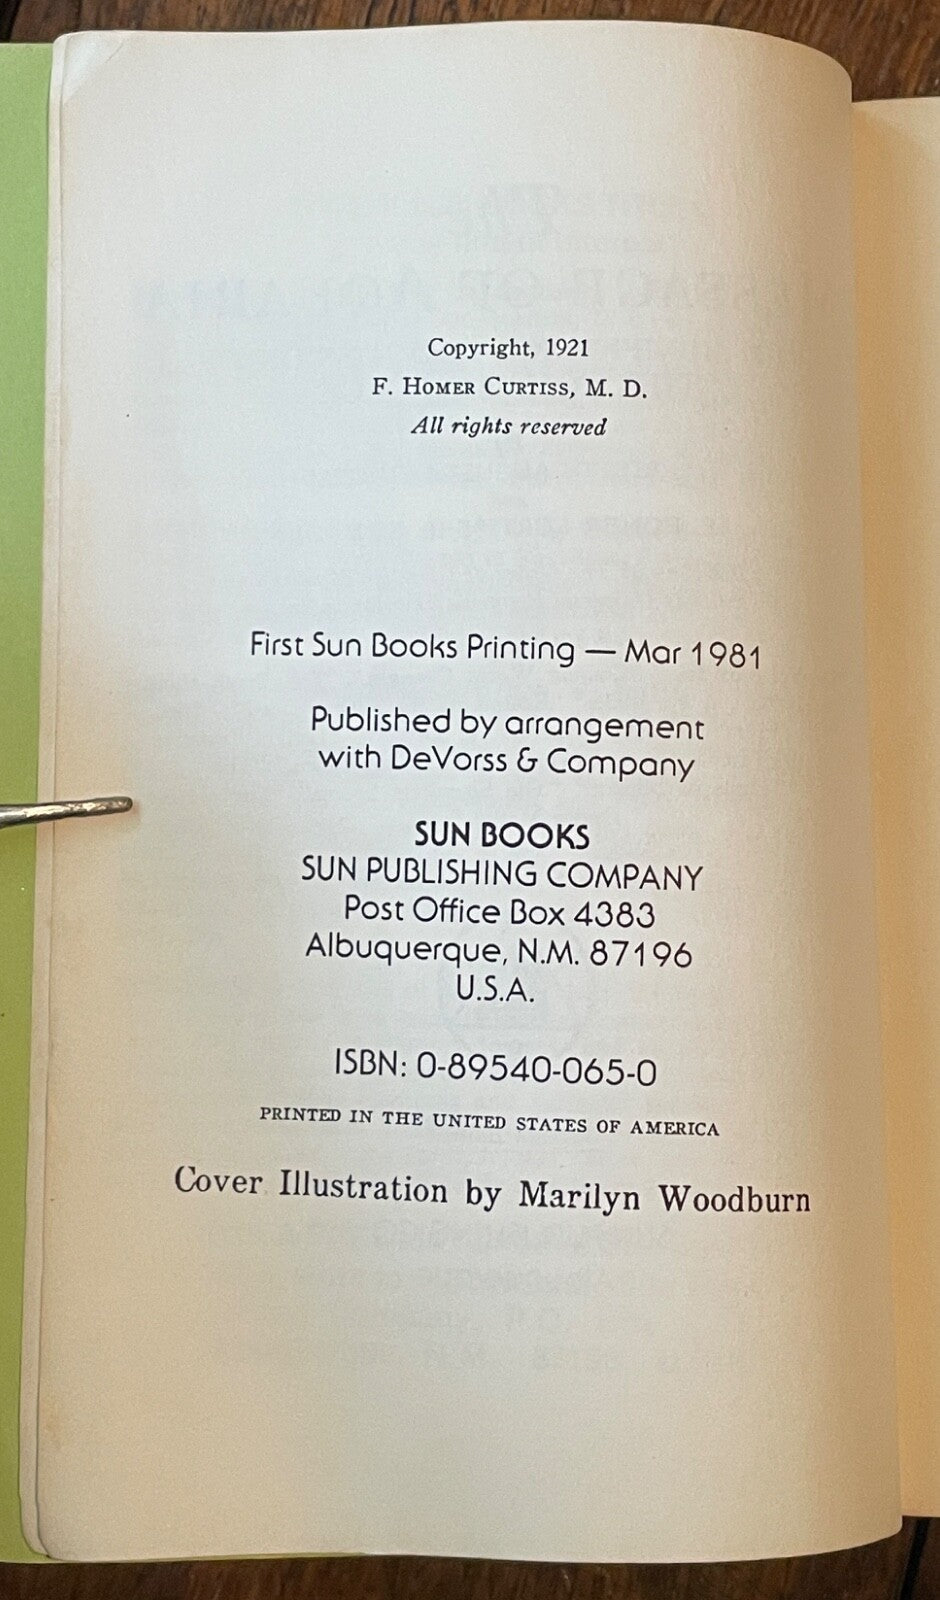 Copyright, 1921
F. Homer Curtiss, M. D.
All rights reserved
First Sun Books Printing — Mar 1981
Published by arrangement
with DeVorss & Company
SUN BOOKS
SUN PUBLISHING COMPANY
Post Office Box 4383
Albuquerque, N.M. 87196
U.S.A.
ISBN: 0-89540-065-0
PRINTED IN THE UNITED STATES OF AMERICA
Cover Illustration by Marilyn Woodburn